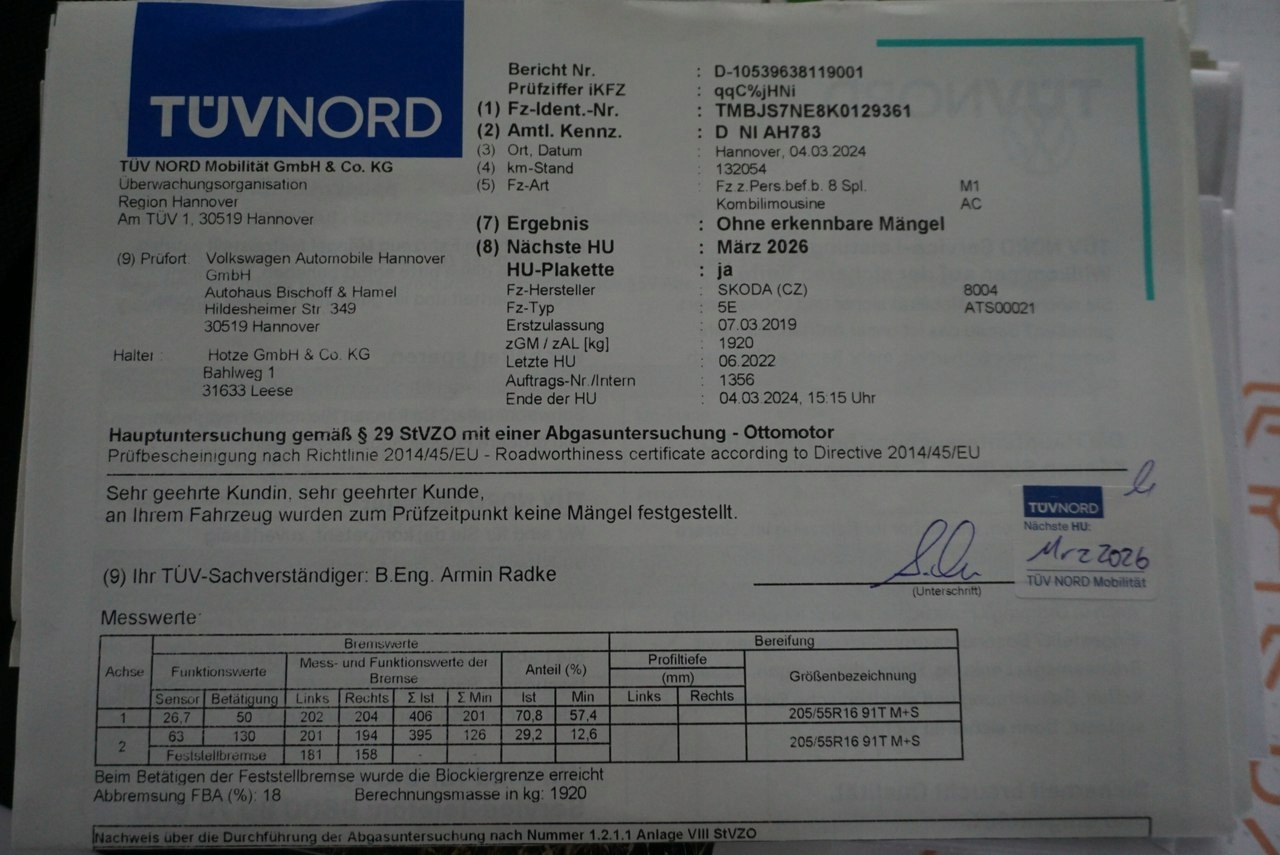 TÜVNORD
TÜV NORD Mobilität GmbH & Co. KG
Überwachungsorganisation
Region Hannover
Am TÜV 1, 30519 Hannover
(9) Prüfort Volkswagen Automobile Hannover
GmbH
Autohaus Bischoff & Hamel
Hildesheimer Str 349
30519 Hannover
Halter : Hotze GmbH & Co. KG
Bahlweg 1
31633 Leese
Bericht Nr. : D-10539638119001
Prüfziffer iKFZ : qqC%jHNi
(1) Fz-Ident.-Nr. : TMBJS7NE8K0129361
(2) Amtl. Kennz. : D NI AH783
(3) Ort, Datum : Hannover, 04.03.2024
(4) km-Stand : 132054
(5) Fz-Art : Fz.z.Pers.bef.b. 8 Spl. M1
Kombilimousine AC
(7) Ergebnis : Ohne erkennbare Mängel
(8) Nächste HU : März 2026
HU-Plakette : ja
Fz-Hersteller : SKODA (CZ) 8004
Fz-Typ : 5E ATS00021
Erstzulassung : 07.03.2019
zGM / zAL [kg] : 1920
Letzte HU : 06.2022
Auftrags-Nr./Intern : 1356
Ende der HU : 04.03.2024, 15:15 Uhr
Hauptuntersuchung gemäß § 29 StVZO mit einer Abgasuntersuchung - Ottomotor
Prüfbescheinigung nach Richtlinie 2014/45/EU - Roadworthiness certificate according to Directive 2014/45/EU
Sehr geehrte Kundin, sehr geehrter Kunde,
an Ihrem Fahrzeug wurden zum Prüfzeitpunkt keine Mängel festgestellt.
(9) Ihr TÜV-Sachverständiger: B.Eng. Armin Radke
(Unterschrift)
TÜVNORD
Nächste HU:
Mrz 2026
TÜV NORD Mobilität
Messwerte:
Achse Bremswerte Bereifung
Funktionswerte Mess- und Funktionswerte der Bremse Anteil (%) Profiltiefe (mm) Größenbezeichnung
Sensor Betätigung Links Rechts Σ Ist Σ Min Ist Min Links Rechts
1 26,7 50 202 204 406 201 70,8 57,4 205/55R16 91T M+S
2 63 130 201 194 395 126 29,2 12,6 205/55R16 91T M+S
Feststellbremse 181 158 - - - -
Beim Betätigen der Feststellbremse wurde die Blockiergrenze erreicht
Abbremsung FBA (%): 18 Berechnungsmasse in kg: 1920
Nachweis über die Durchführung der Abgasuntersuchung nach Nummer 1.2.1.1 Anlage VIII StVZO